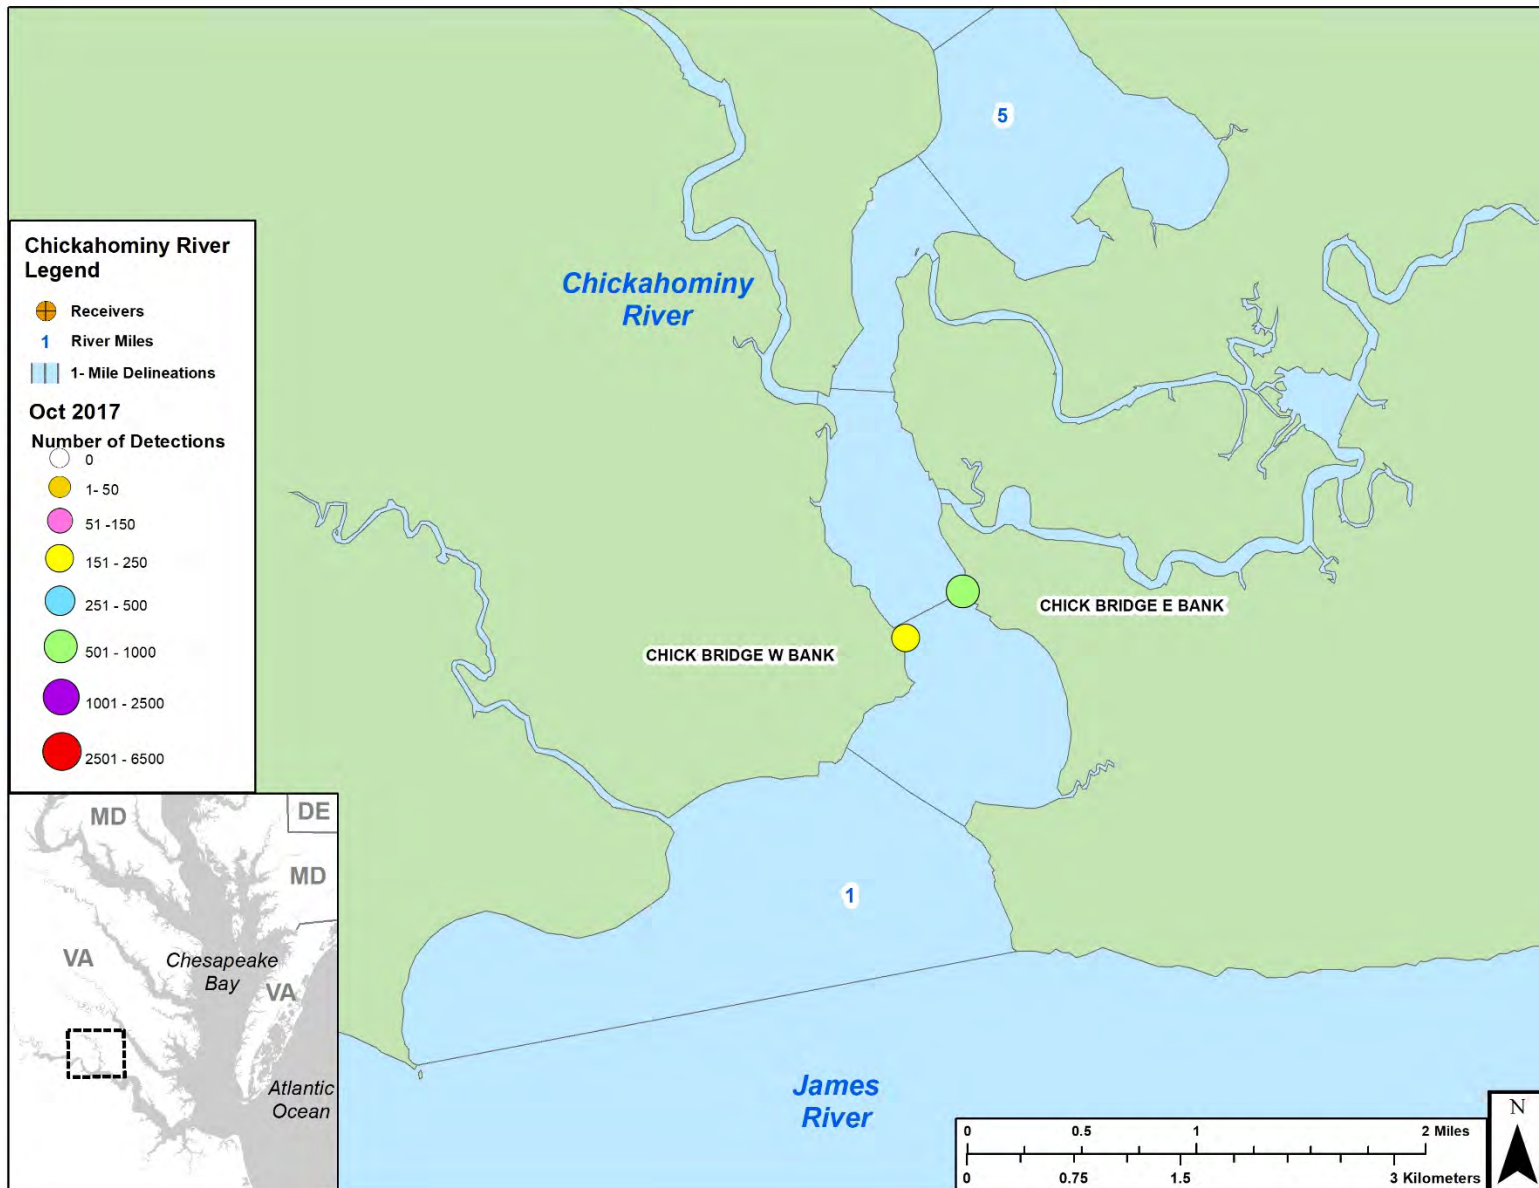 5
Chickahominy
River
Chickahominy River
Legend
Receivers
1 River Miles
1- Mile Delineations
Oct 2017
Number of Detections
0
1- 50
51 -150
151 - 250
251 - 500
501 - 1000
1001 - 2500
2501 - 6500
CHICK BRIDGE E BANK
CHICK BRIDGE W BANK
1
James
River
MD
DE
MD
VA
Chesapeake
Bay
VA
Atlantic
Ocean
0 0.5 1 2 Miles
0 0.75 1.5 3 Kilometers
N